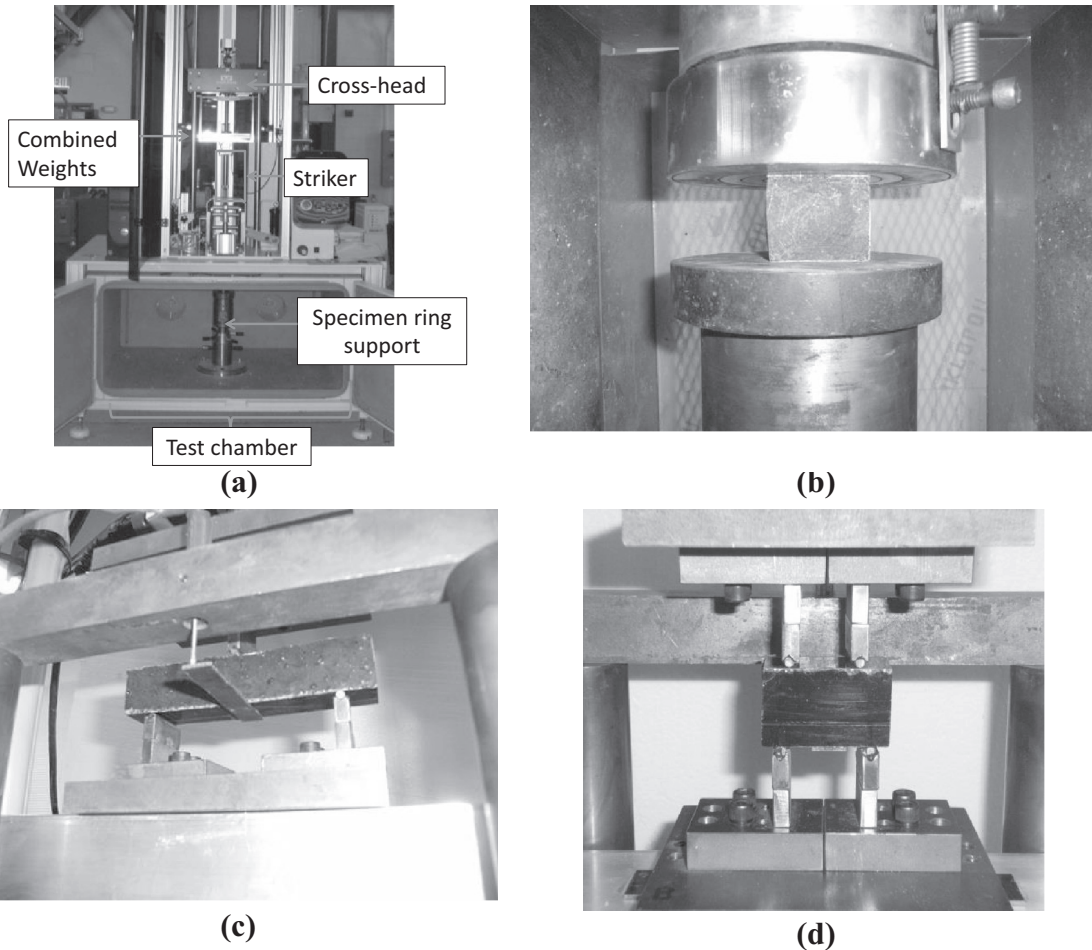 Cross-head
Combined
Weights
Striker
Specimen ring
support
Test chamber
(a)
(b)
(c)
(d)